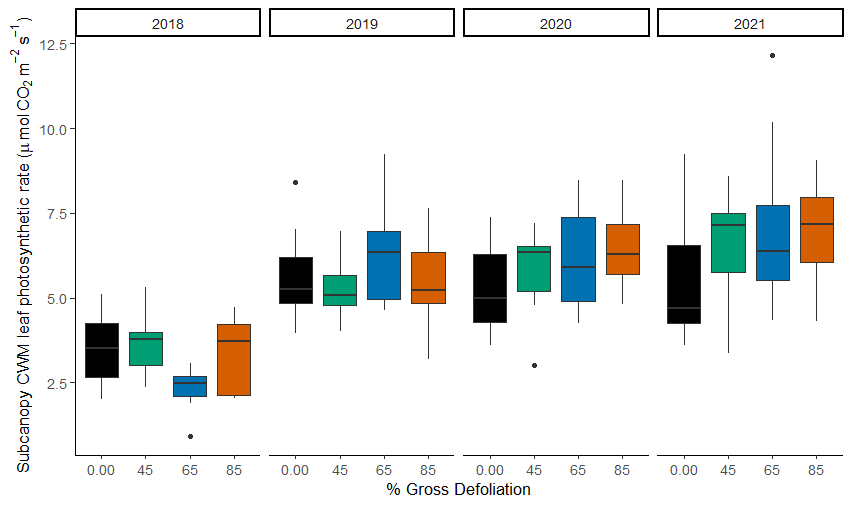 2018 2019 2020 2021
Subcanopy CWM leaf photosynthetic rate (μmol CO₂ m⁻² s⁻¹)
12.5
10.0
7.5
5.0
2.5
0.00 45 65 85 0.00 45 65 85 0.00 45 65 85 0.00 45 65 85
% Gross Defoliation